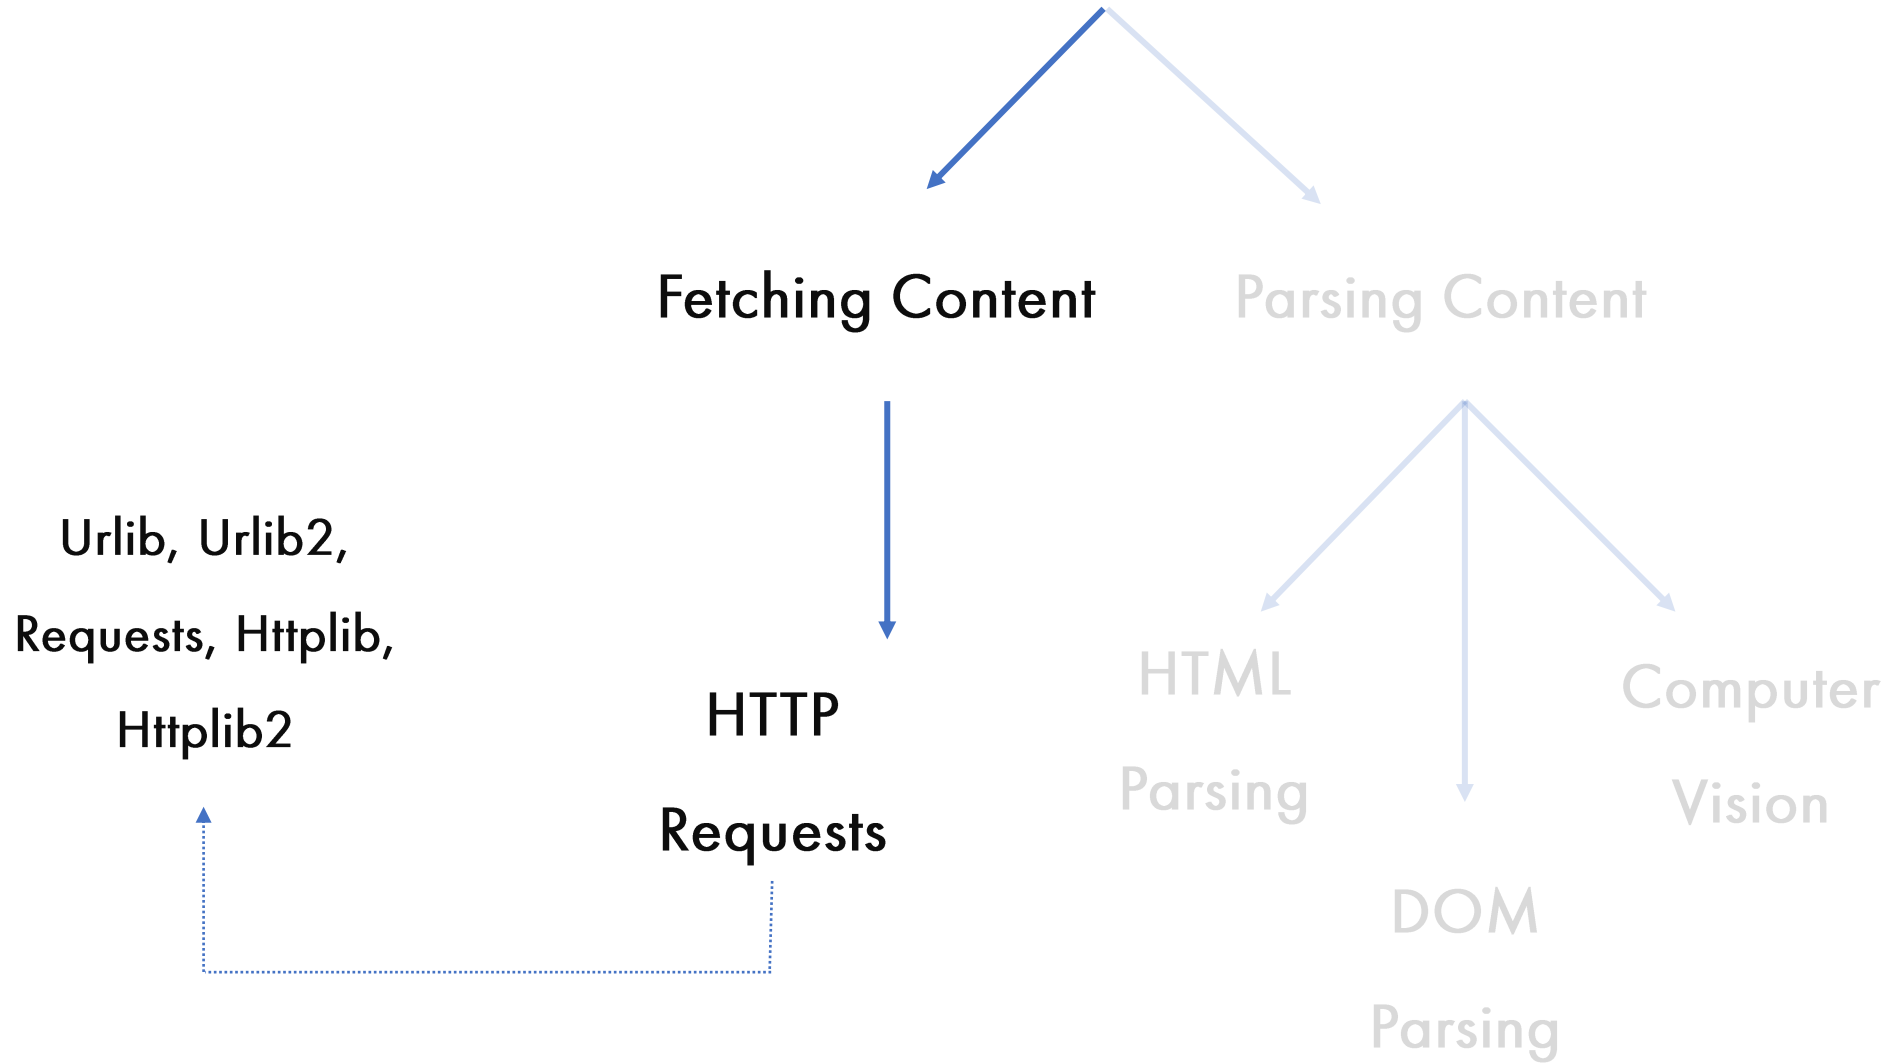 Fetching Content
Parsing Content
Urlib, Urlib2,
Requests, Httplib,
Httplib2
HTTP
Requests
HTML
Parsing
DOM
Parsing
Computer
Vision